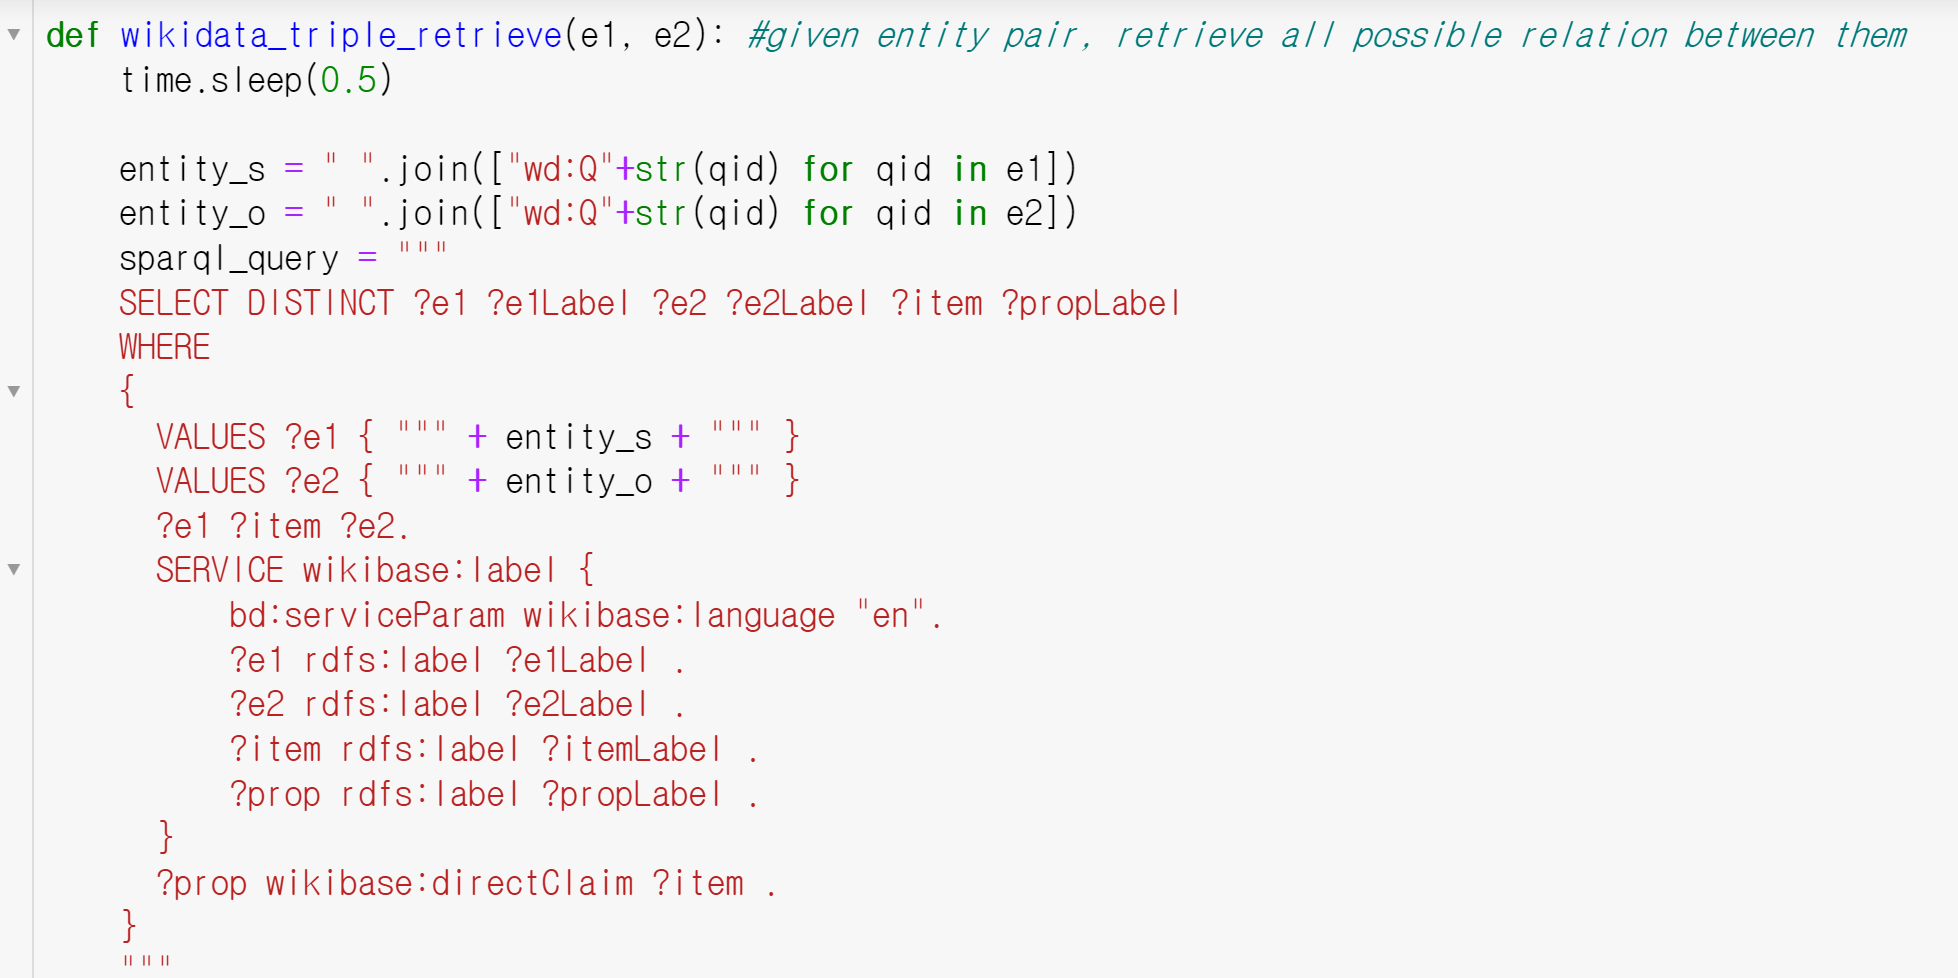 def wikidata_triple_retrieve(e1, e2): #given entity pair, retrieve all possible relation between them
    time.sleep(0.5)

    entity_s = " ".join(["wd:Q"+str(qid) for qid in e1])
    entity_o = " ".join(["wd:Q"+str(qid) for qid in e2])
    sparql_query = """
    SELECT DISTINCT ?e1 ?e1Label ?e2 ?e2Label ?item ?propLabel
    WHERE
    {
      VALUES ?e1 { """ + entity_s + """ }
      VALUES ?e2 { """ + entity_o + """ }
      ?e1 ?item ?e2.
      SERVICE wikibase:label {
          bd:serviceParam wikibase:language "en".
          ?e1 rdfs:label ?e1Label .
          ?e2 rdfs:label ?e2Label .
          ?item rdfs:label ?itemLabel .
          ?prop rdfs:label ?propLabel .
      }
      ?prop wikibase:directClaim ?item .
    }
    """